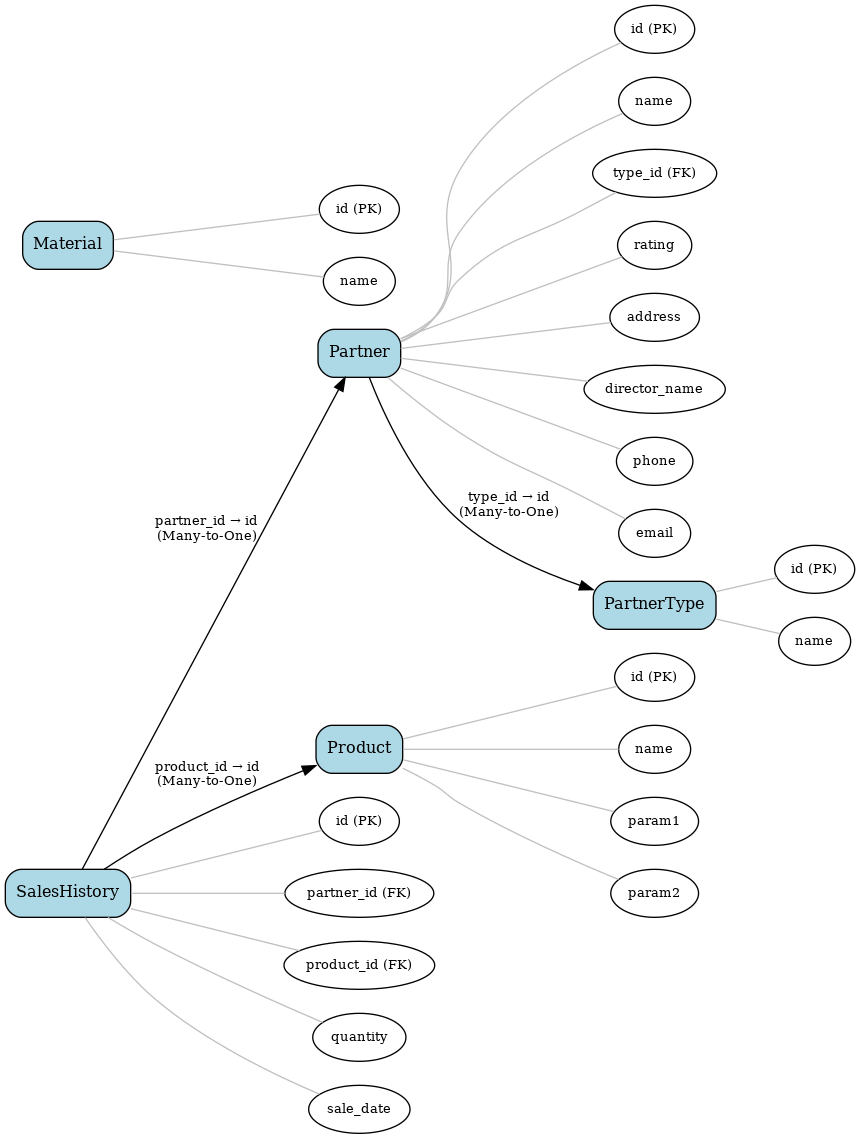 id (PK)
name
type_id (FK)
rating
address
director_name
phone
email
Material
id (PK)
name
Partner
partner_id → id
(Many-to-One)
type_id → id
(Many-to-One)
PartnerType
id (PK)
name
Product
id (PK)
name
param1
param2
product_id → id
(Many-to-One)
SalesHistory
id (PK)
partner_id (FK)
product_id (FK)
quantity
sale_date